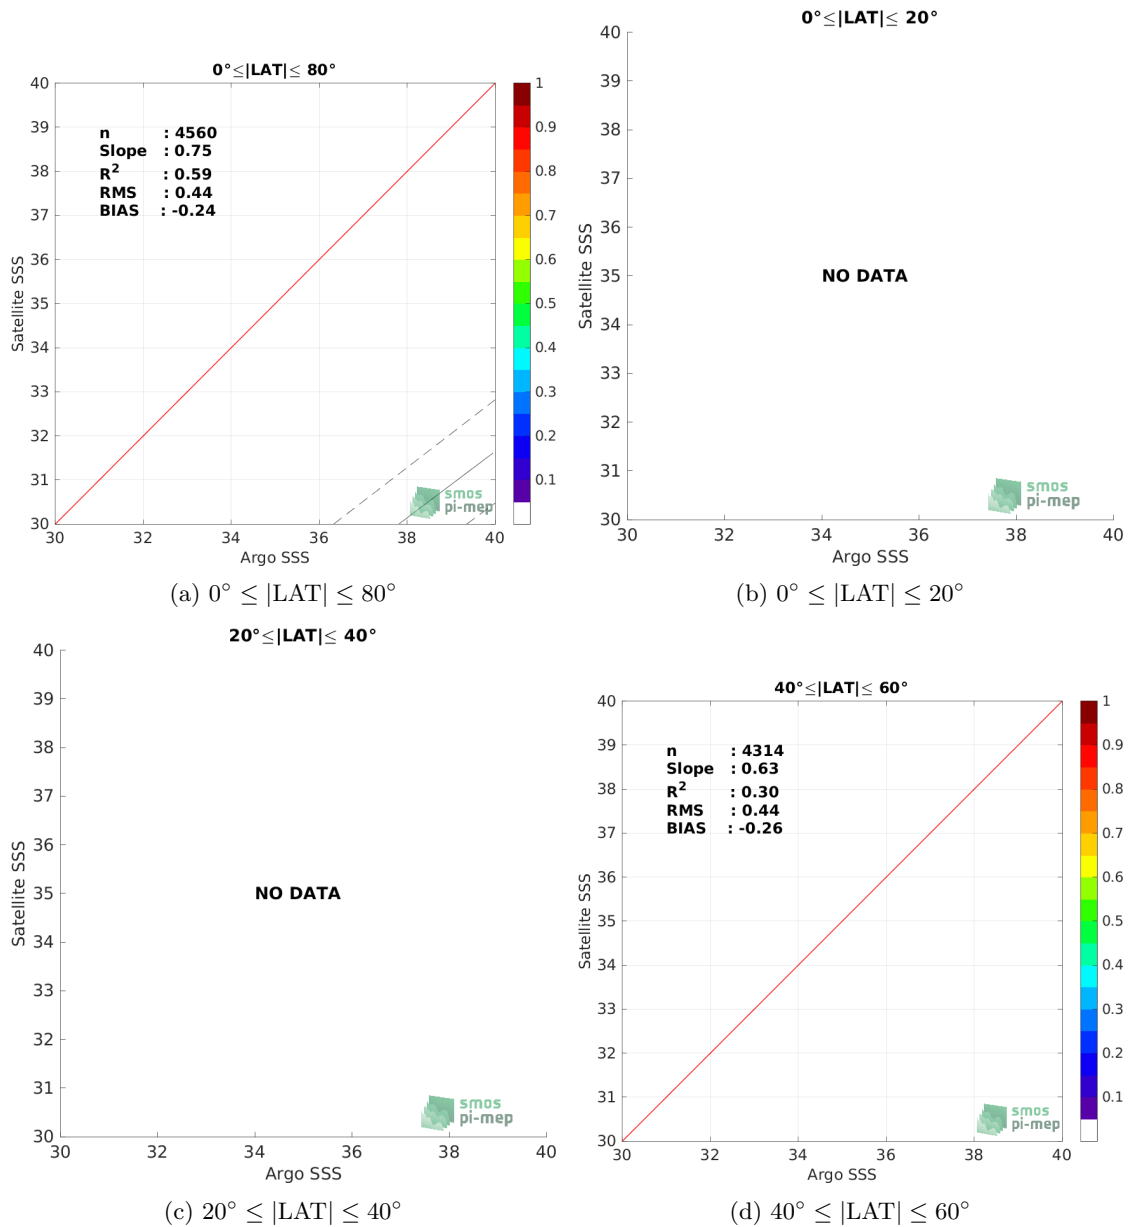 0°≤|LAT|≤ 80°
40
39
38
37
36
35
34
33
32
31
30
Satellite SSS
n : 4560
Slope : 0.75
R² : 0.59
RMS : 0.44
BIAS : -0.24
smos
pi-mep
30 32 34 36 38 40
Argo SSS
1
0.9
0.8
0.7
0.6
0.5
0.4
0.3
0.2
0.1
(a) 0° ≤ |LAT| ≤ 80°
0°≤|LAT|≤ 20°
40
39
38
37
36
35
34
33
32
31
30
Satellite SSS
NO DATA
smos
pi-mep
30 32 34 36 38 40
Argo SSS
(b) 0° ≤ |LAT| ≤ 20°
20°≤|LAT|≤ 40°
40
39
38
37
36
35
34
33
32
31
30
Satellite SSS
NO DATA
smos
pi-mep
30 32 34 36 38 40
Argo SSS
(c) 20° ≤ |LAT| ≤ 40°
40°≤|LAT|≤ 60°
40
39
38
37
36
35
34
33
32
31
30
Satellite SSS
n : 4314
Slope : 0.63
R² : 0.30
RMS : 0.44
BIAS : -0.26
smos
pi-mep
30 32 34 36 38 40
Argo SSS
1
0.9
0.8
0.7
0.6
0.5
0.4
0.3
0.2
0.1
(d) 40° ≤ |LAT| ≤ 60°